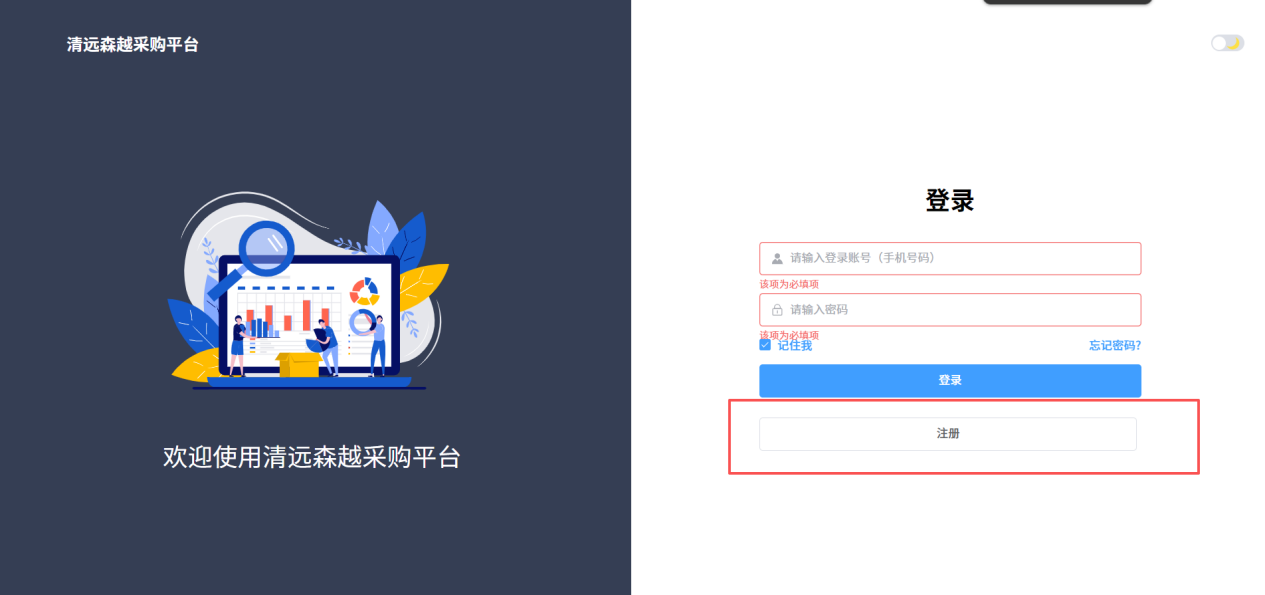 清远森越采购平台
欢迎使用清远森越采购平台
登录
请输入登录账号（手机号码）
该项为必填项
请输入密码
该项为必填项
记住我
忘记密码?
登录
注册